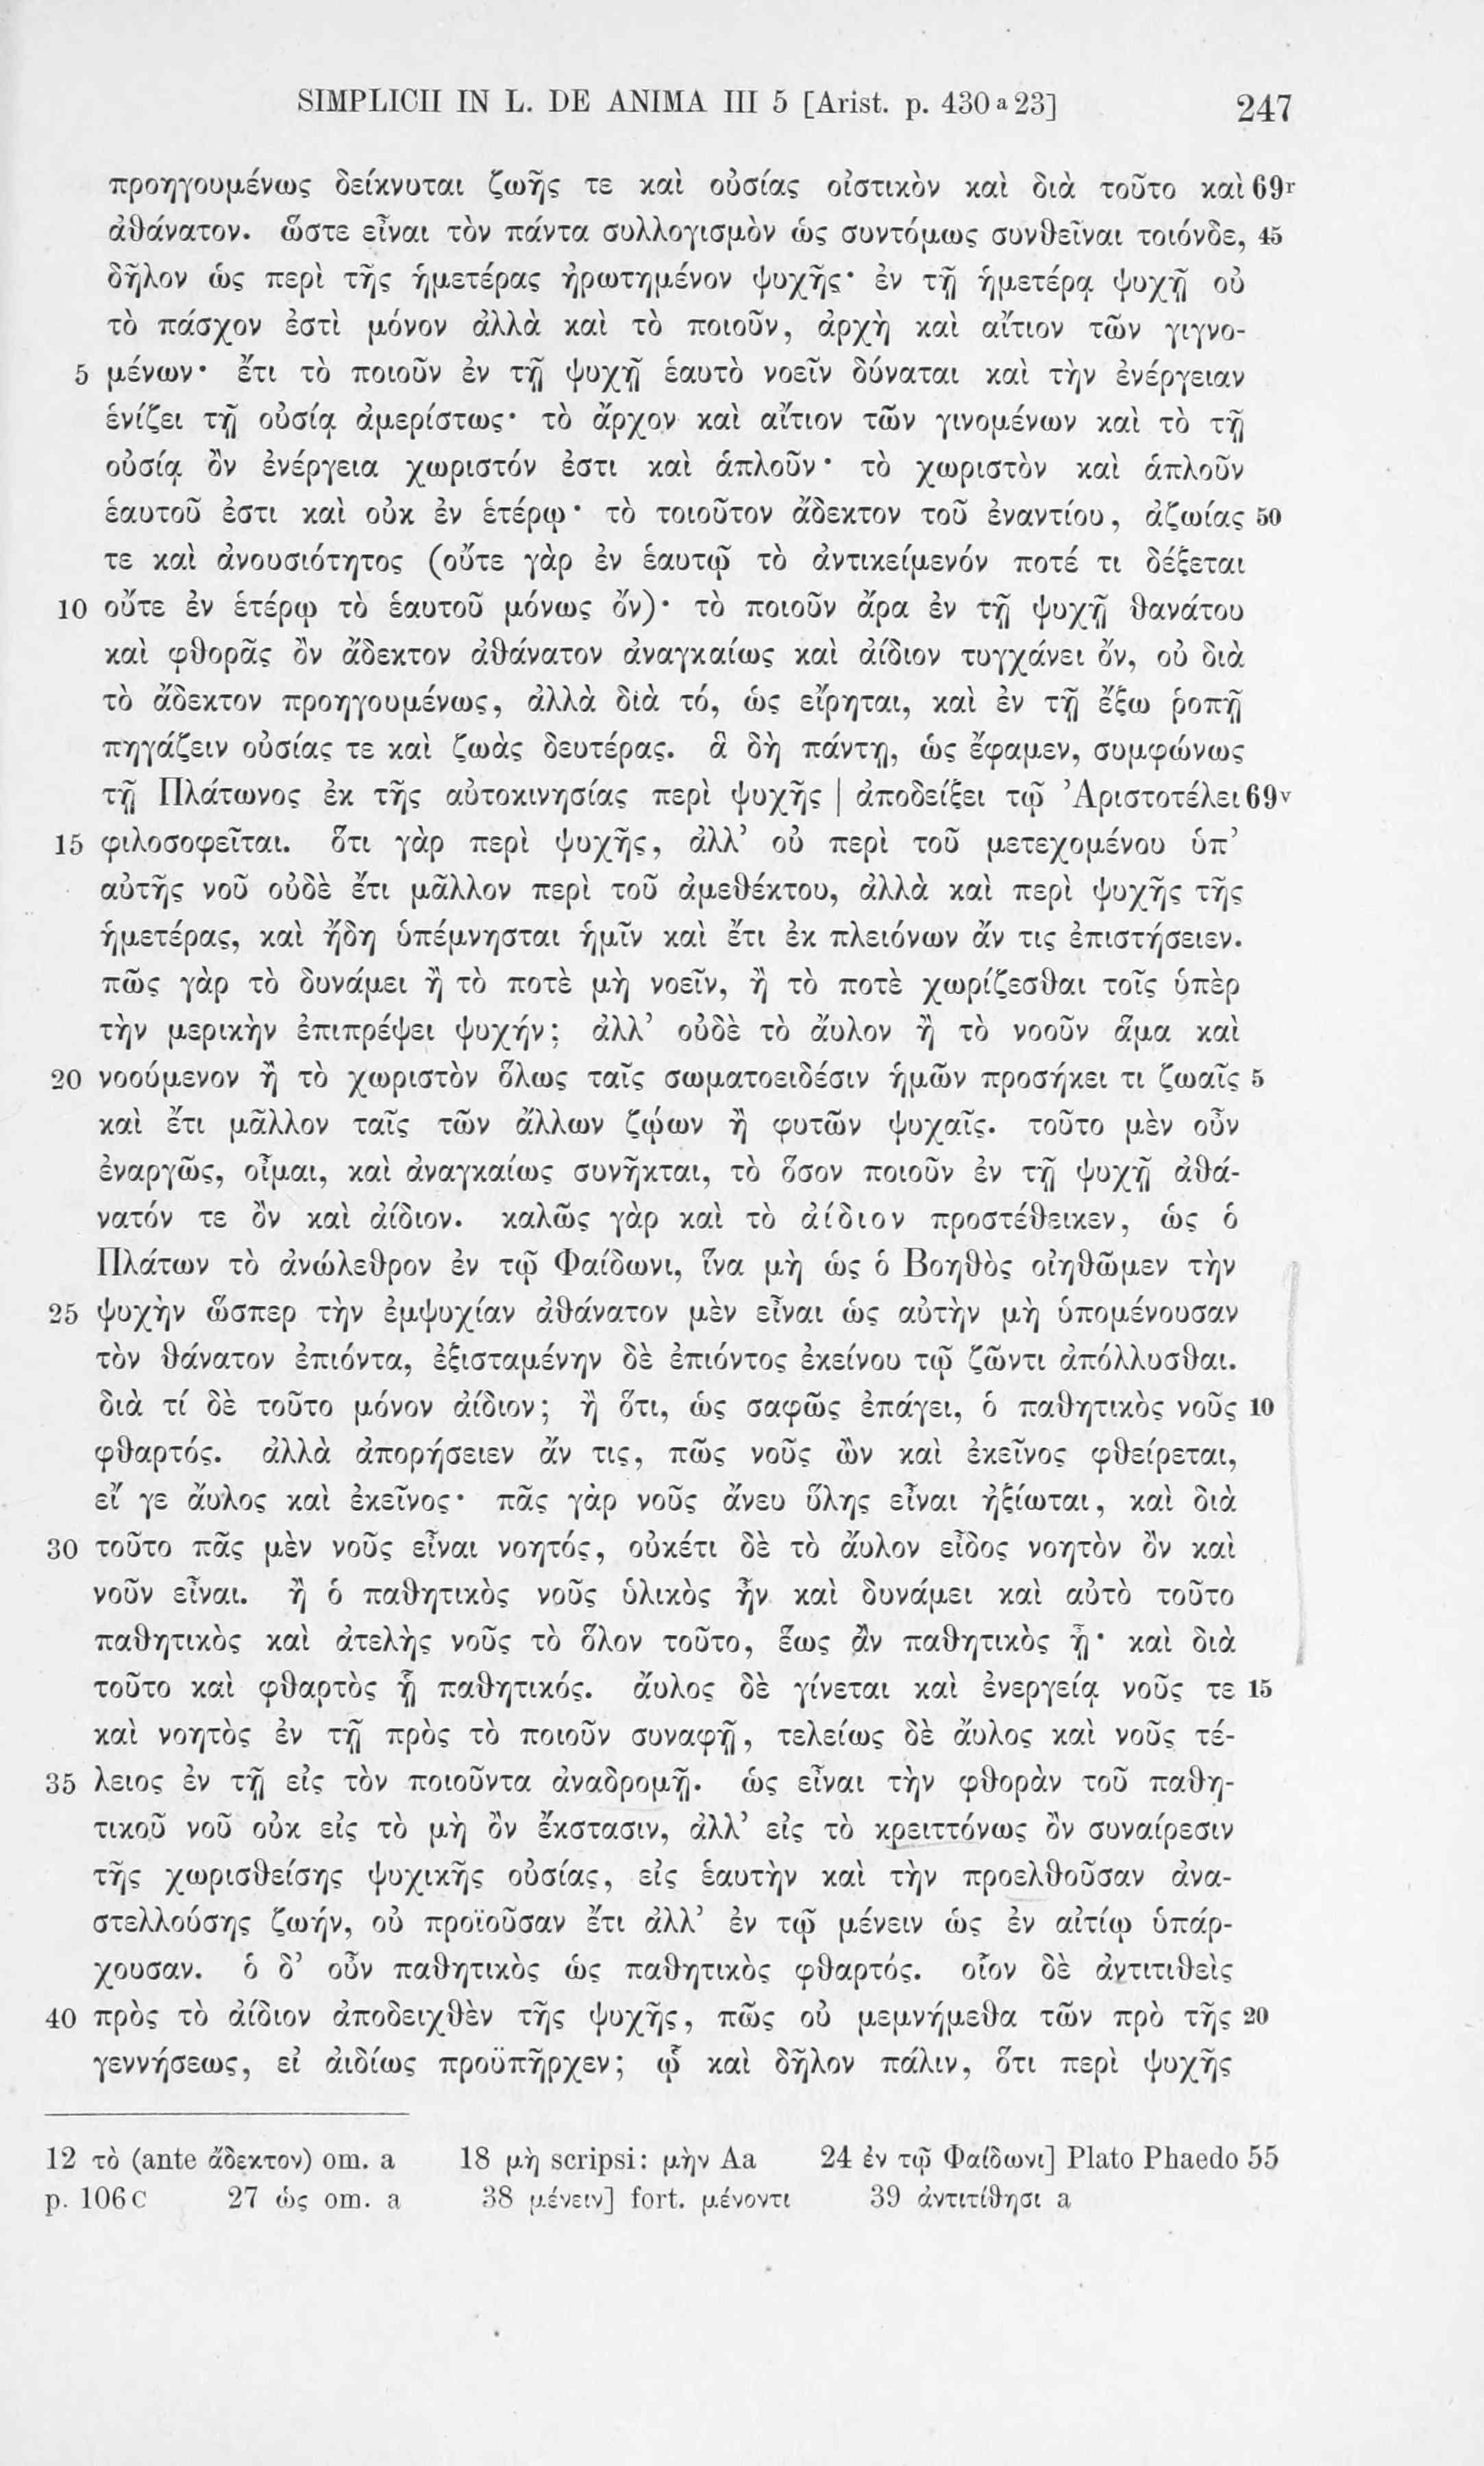 SIMPLICII IN L. DE ANIMA III 5 [Arist. p. 430 a 23] 247
προηγουμένως δείκνυται ζωῆς τε καὶ οὐσίας οἰστικὸν καὶ διὰ τοῦτο καὶ 69r
ἀθάνατον. ὥστε εἶναι τὸν πάντα συλλογισμὸν ὡς συντόμως συνθεῖναι τοιόνδε, 45
δῆλον ὡς περὶ τῆς ἡμετέρας ἠρωτημένον ψυχῆς· ἐν τῇ ἡμετέρᾳ ψυχῇ οὐ
τὸ πάσχον ἐστὶ μόνον ἀλλὰ καὶ τὸ ποιοῦν, ἀρχὴ καὶ αἴτιον τῶν γιγνο-
5 μένων· ἔτι τὸ ποιοῦν ἐν τῇ ψυχῇ ἑαυτὸ νοεῖν δύναται καὶ τὴν ἐνέργειαν
ἑνίζει τῇ οὐσίᾳ ἀμερίστως· τὸ ἄρχον καὶ αἴτιον τῶν γινομένων καὶ τὸ τῇ
οὐσίᾳ ὂν ἐνέργεια χωριστόν ἐστι καὶ ἁπλοῦν· τὸ χωριστὸν καὶ ἁπλοῦν
ἑαυτοῦ ἐστι καὶ οὐκ ἐν ἑτέρῳ· τὸ τοιοῦτον ἄδεκτον τοῦ ἐναντίου, ἀζωίας 50
τε καὶ ἀνουσιότητος (οὔτε γὰρ ἐν ἑαυτῷ τὸ ἀντικείμενόν ποτέ τι δέξεται
10 οὔτε ἐν ἑτέρῳ τὸ ἑαυτοῦ μόνως ὄν)· τὸ ποιοῦν ἄρα ἐν τῇ ψυχῇ θανάτου
καὶ φθορᾶς ὂν ἄδεκτον ἀθάνατον ἀναγκαίως καὶ ἀίδιον τυγχάνει ὄν, οὐ διὰ
τὸ ἄδεκτον προηγουμένως, ἀλλὰ διὰ τό, ὡς εἴρηται, καὶ ἐν τῇ ἔξω ῥοπῇ
πηγάζειν οὐσίας τε καὶ ζωὰς δευτέρας. ἃ δὴ πάντῃ, ὡς ἔφαμεν, συμφώνως
τῇ Πλάτωνος ἐκ τῆς αὐτοκινησίας περὶ ψυχῆς | ἀποδείξει τῷ Ἀριστοτέλει 69v
15 φιλοσοφεῖται. ὅτι γὰρ περὶ ψυχῆς, ἀλλ’ οὐ περὶ τοῦ μετεχομένου ὑπ’
αὐτῆς νοῦ οὐδὲ ἔτι μᾶλλον περὶ τοῦ ἀμεθέκτου, ἀλλὰ καὶ περὶ ψυχῆς τῆς
ἡμετέρας, καὶ ἤδη ὑπέμνησται ἡμῖν καὶ ἔτι ἐκ πλειόνων ἄν τις ἐπιστήσειεν.
πῶς γὰρ τὸ δυνάμει ἢ τὸ ποτὲ μὴ νοεῖν, ἢ τὸ ποτὲ χωρίζεσθαι τοῖς ὑπὲρ
τὴν μερικὴν ἐπιπρέψει ψυχήν; ἀλλ’ οὐδὲ τὸ ἄυλον ἢ τὸ νοοῦν ἅμα καὶ
20 νοούμενον ἢ τὸ χωριστὸν ὅλως ταῖς σωματοειδέσιν ἡμῶν προσήκει τι ζωαῖς 5
καὶ ἔτι μᾶλλον ταῖς τῶν ἄλλων ζῴων ἢ φυτῶν ψυχαῖς. τοῦτο μὲν οὖν
ἐναργῶς, οἶμαι, καὶ ἀναγκαίως συνῆκται, τὸ ὅσον ποιοῦν ἐν τῇ ψυχῇ ἀθά-
νατόν τε ὂν καὶ ἀίδιον. καλῶς γὰρ καὶ τὸ ἀίδιον προστέθεικεν, ὡς ὁ
Πλάτων τὸ ἀνώλεθρον ἐν τῷ Φαίδωνι, ἵνα μὴ ὡς ὁ Βοηθὸς οἰηθῶμεν τὴν
25 ψυχὴν ὥσπερ τὴν ἐμψυχίαν ἀθάνατον μὲν εἶναι ὡς αὐτὴν μὴ ὑπομένουσαν
τὸν θάνατον ἐπιόντα, ἐξισταμένην δὲ ἐπιόντος ἐκείνου τῷ ζῶντι ἀπόλλυσθαι.
διὰ τί δὲ τοῦτο μόνον ἀίδιον; ἢ ὅτι, ὡς σαφῶς ἐπάγει, ὁ παθητικὸς νοῦς 10
φθαρτός. ἀλλὰ ἀπορήσειεν ἄν τις, πῶς νοῦς ὢν καὶ ἐκεῖνος φθείρεται,
εἴ γε ἄυλος καὶ ἐκεῖνος· πᾶς γὰρ νοῦς ἄνευ ὕλης εἶναι ἠξίωται, καὶ διὰ
30 τοῦτο πᾶς μὲν νοῦς εἶναι νοητός, οὐκέτι δὲ τὸ ἄυλον εἶδος νοητὸν ὂν καὶ
νοῦν εἶναι. ἢ ὁ παθητικὸς νοῦς ὑλικὸς ἦν καὶ δυνάμει καὶ αὐτὸ τοῦτο
παθητικὸς καὶ ἀτελὴς νοῦς τὸ ὅλον τοῦτο, ἕως ἂν παθητικὸς ᾖ· καὶ διὰ
τοῦτο καὶ φθαρτὸς ᾗ παθητικός. ἄυλος δὲ γίνεται καὶ ἐνεργείᾳ νοῦς τε 15
καὶ νοητὸς ἐν τῇ πρὸς τὸ ποιοῦν συναφῇ, τελείως δὲ ἄυλος καὶ νοῦς τέ-
35 λειος ἐν τῇ εἰς τὸν ποιοῦντα ἀναδρομῇ. ὡς εἶναι τὴν φθορὰν τοῦ παθη-
τικοῦ νοῦ οὐκ εἰς τὸ μὴ ὂν ἔκστασιν, ἀλλ’ εἰς τὸ κρειττόνως ὂν συναίρεσιν
τῆς χωρισθείσης ψυχικῆς οὐσίας, εἰς ἑαυτὴν καὶ τὴν προελθοῦσαν ἀνα-
στελλούσης ζωήν, οὐ προϊοῦσαν ἔτι ἀλλ’ ἐν τῷ μένειν ὡς ἐν αἰτίῳ ὑπάρ-
χουσαν. ὁ δ’ οὖν παθητικὸς ὡς παθητικὸς φθαρτός. οἷον δὲ ἀντιτιθεὶς
40 πρὸς τὸ ἀίδιον ἀποδειχθὲν τῆς ψυχῆς, πῶς οὐ μεμνήμεθα τῶν πρὸ τῆς 20
γεννήσεως, εἰ ἀιδίως προϋπῆρχεν; ᾧ καὶ δῆλον πάλιν, ὅτι περὶ ψυχῆς
12 τὸ (ante ἄδεκτον) om. a 18 μὴ scripsi: μὴν Aa 24 ἐν τῷ Φαίδωνι] Plato Phaedo 55
p. 106 C 27 ὡς om. a 38 μένειν] fort. μένοντι 39 ἀντιτίθησι a